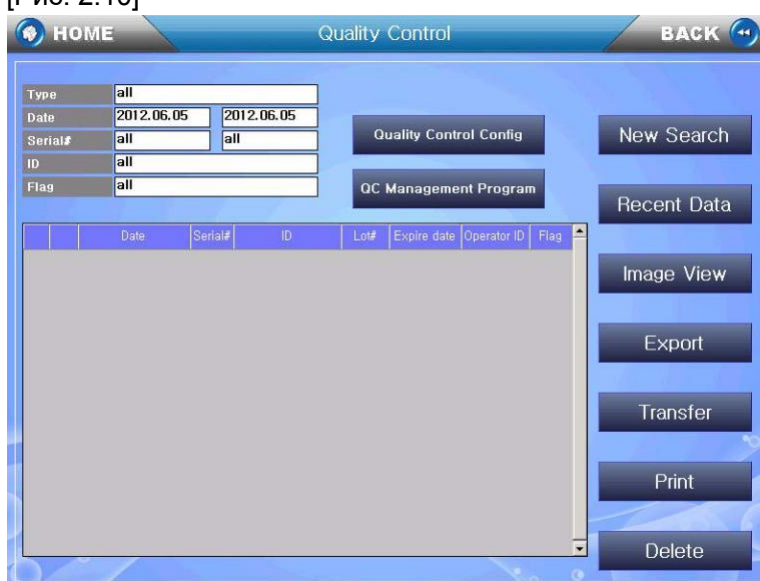 [Рис. 2.10]
HOME Quality Control BACK
Type all
Date 2012.06.05 2012.06.05
Serial# all all
ID all
Flag all
Quality Control Config
QC Management Program
Date Serial# ID Lot# Expire date Operator ID Flag
New Search
Recent Data
Image View
Export
Transfer
Print
Delete